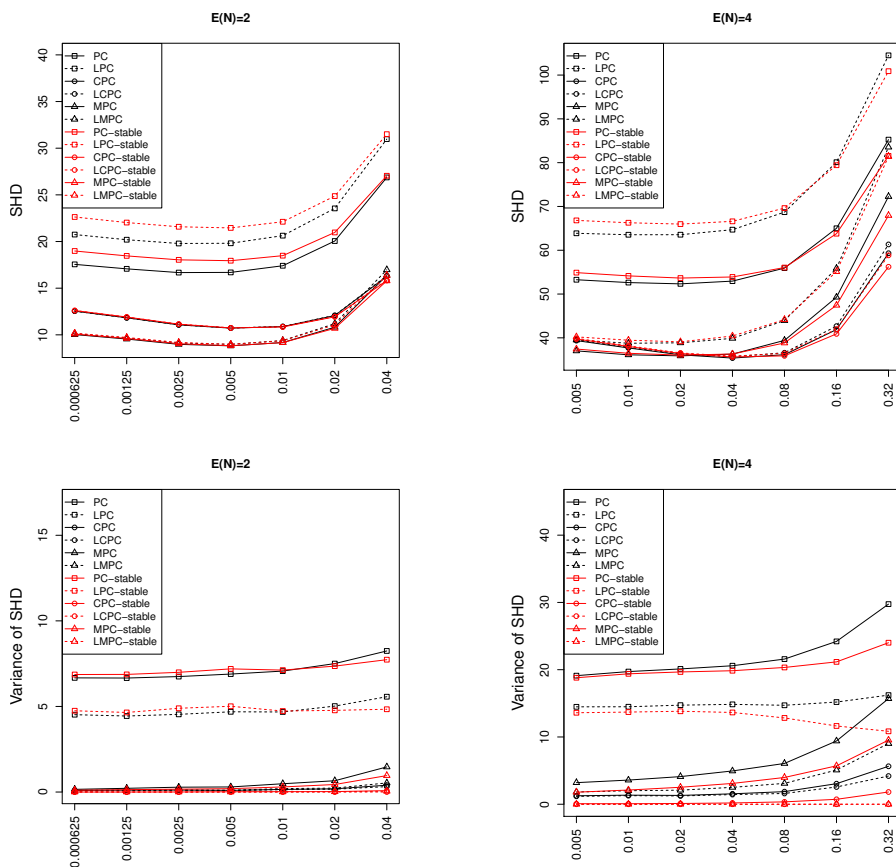 E(N)=2
SHD
40
35
30
25
20
15
10
PC
LPC
CPC
LCPC
MPC
LMPC
PC−stable
LPC−stable
CPC−stable
LCPC−stable
MPC−stable
LMPC−stable
0.000625
0.00125
0.0025
0.005
0.01
0.02
0.04
E(N)=4
SHD
100
80
60
40
PC
LPC
CPC
LCPC
MPC
LMPC
PC−stable
LPC−stable
CPC−stable
LCPC−stable
MPC−stable
LMPC−stable
0.005
0.01
0.02
0.04
0.08
0.16
0.32
E(N)=2
Variance of SHD
15
10
5
0
PC
LPC
CPC
LCPC
MPC
LMPC
PC−stable
LPC−stable
CPC−stable
LCPC−stable
MPC−stable
LMPC−stable
0.000625
0.00125
0.0025
0.005
0.01
0.02
0.04
E(N)=4
Variance of SHD
40
30
20
10
0
PC
LPC
CPC
LCPC
MPC
LMPC
PC−stable
LPC−stable
CPC−stable
LCPC−stable
MPC−stable
LMPC−stable
0.005
0.01
0.02
0.04
0.08
0.16
0.32